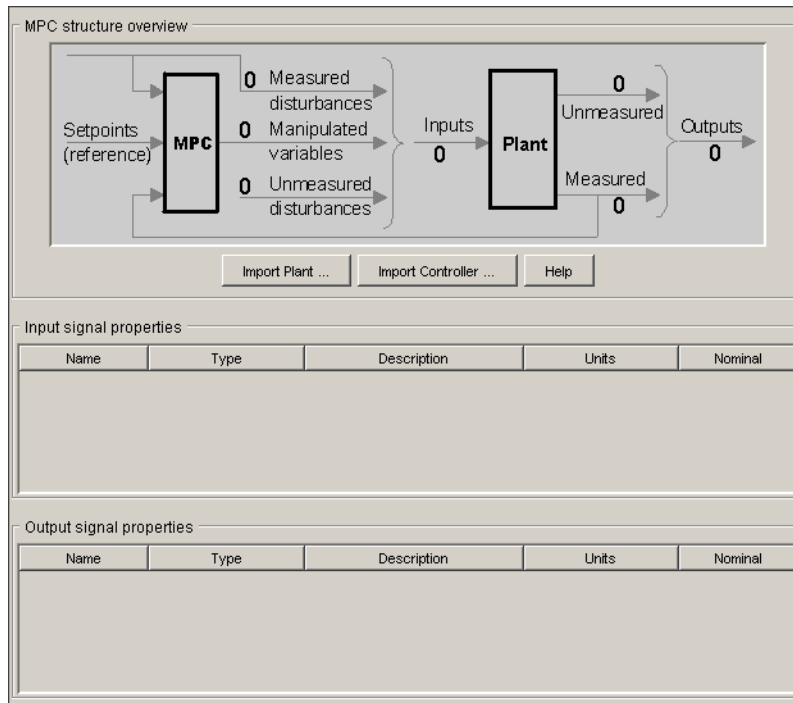 MPC structure overview
0 Measured
disturbances
Setpoints
(reference)
MPC
0 Manipulated
variables
0 Unmeasured
disturbances
Inputs
0
Plant
0
Unmeasured
Measured
0
Outputs
0
Import Plant ...
Import Controller ...
Help
Input signal properties
Name Type Description Units Nominal
Output signal properties
Name Type Description Units Nominal